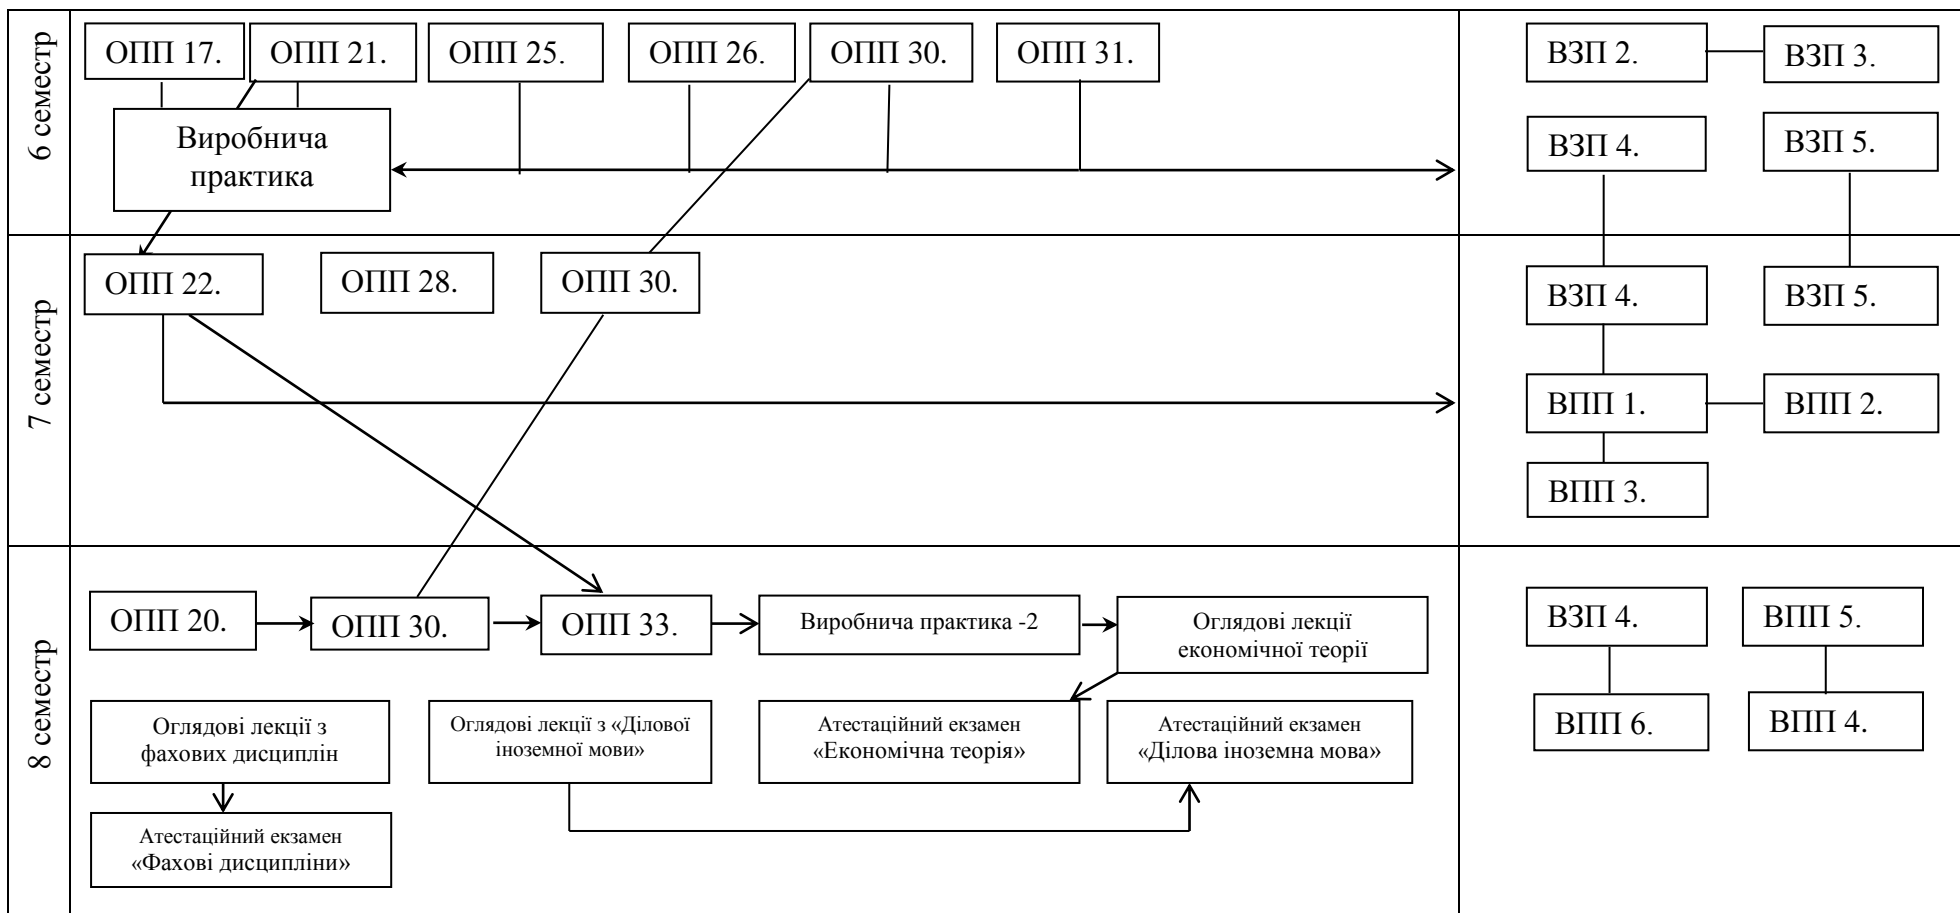 6 семестр
ОПП 17.
ОПП 21.
ОПП 25.
ОПП 26.
ОПП 30.
ОПП 31.
ВЗП 2.
ВЗП 3.
Виробнича
практика
ВЗП 4.
ВЗП 5.
7 семестр
ОПП 22.
ОПП 28.
ОПП 30.
ВЗП 4.
ВЗП 5.
ВПП 1.
ВПП 2.
ВПП 3.
8 семестр
ОПП 20.
ОПП 30.
ОПП 33.
Виробнича практика -2
Оглядові лекції
економічної теорії
ВЗП 4.
ВПП 5.
Оглядові лекції з
фахових дисциплін
Оглядові лекції з «Ділової
іноземної мови»
Атестаційний екзамен
«Економічна теорія»
Атестаційний екзамен
«Ділова іноземна мова»
ВПП 6.
ВПП 4.
Атестаційний екзамен
«Фахові дисципліни»